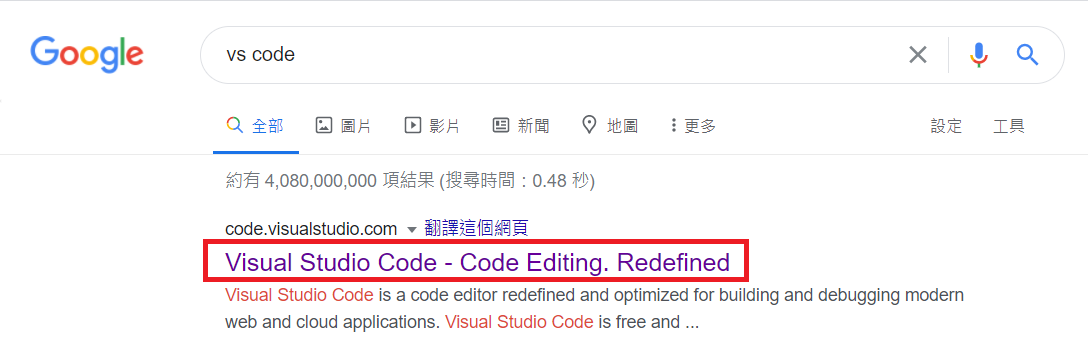 Google
vs code
全部 圖片 影片 新聞 地圖 更多 設定 工具
約有 4,080,000,000 項結果 (搜尋時間：0.48 秒)
code.visualstudio.com 翻譯這個網頁
Visual Studio Code - Code Editing. Redefined
Visual Studio Code is a code editor redefined and optimized for building and debugging modern
web and cloud applications. Visual Studio Code is free and ...